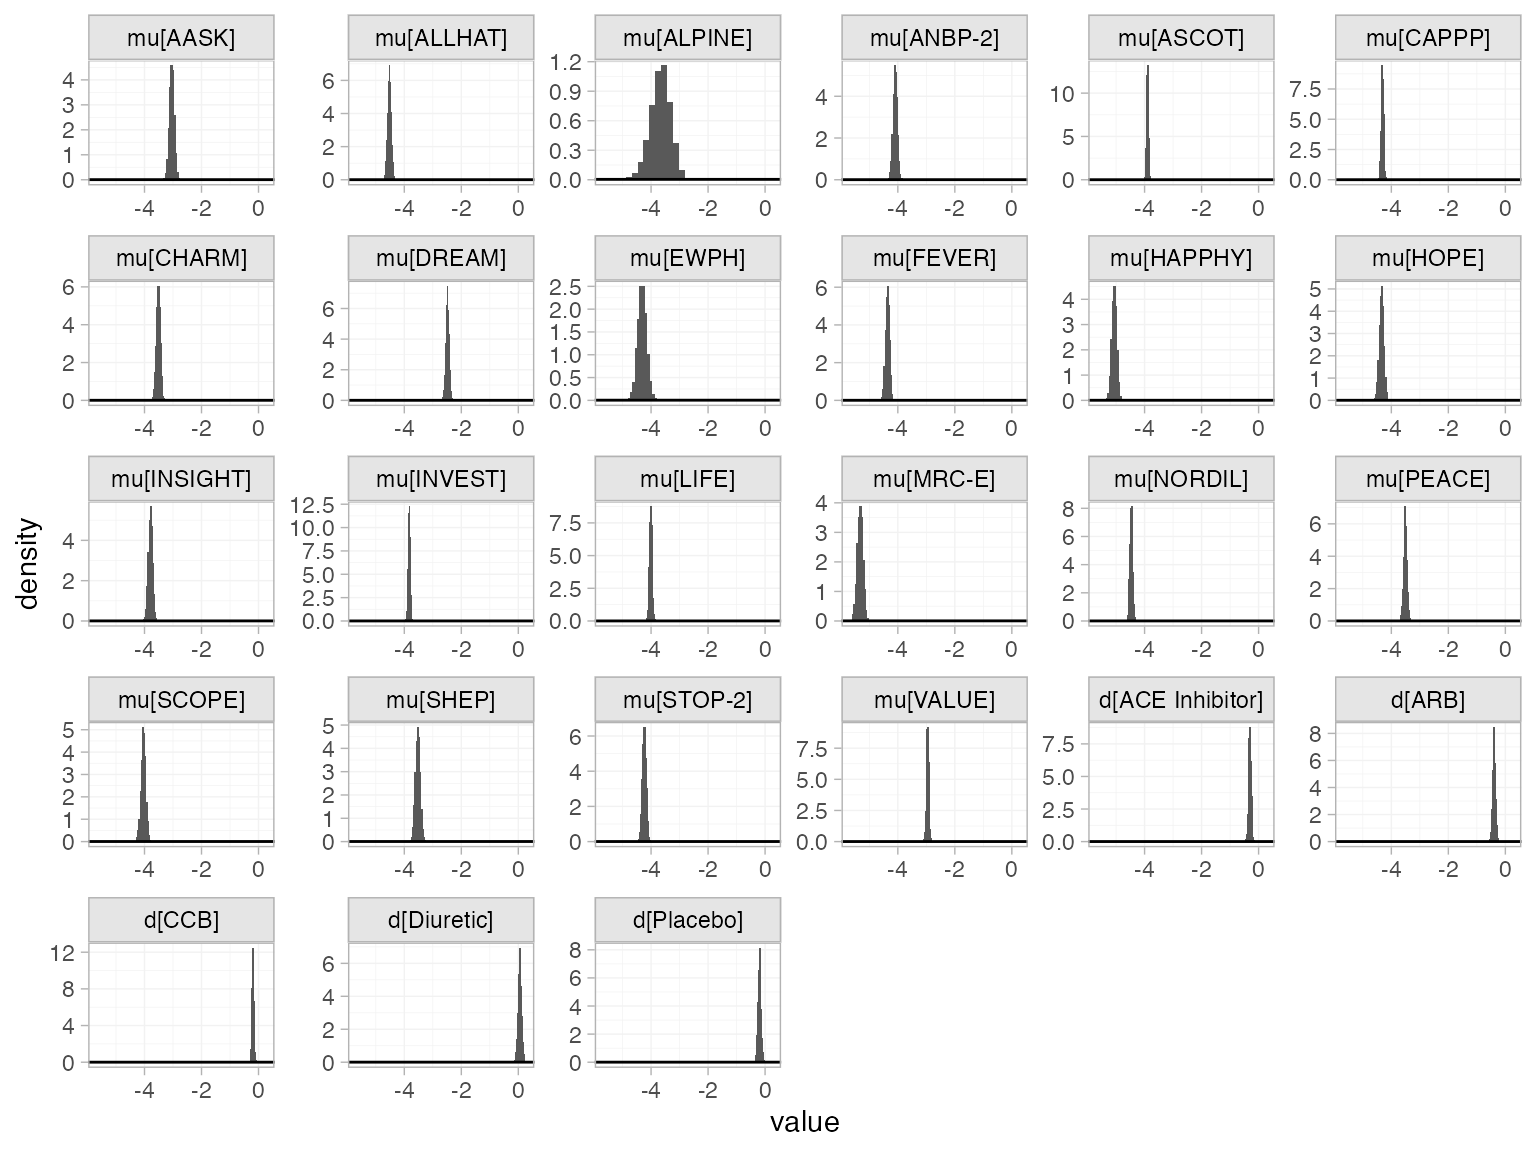 mu[AASK] mu[ALLHAT] mu[ALPINE] mu[ANBP-2] mu[ASCOT] mu[CAPPP]
4 3 2 1 0
6 4 2 0
1.2 0.9 0.6 0.3 0.0
4 2 0
10 5 0
7.5 5.0 2.5 0.0
-4 -2 0 -4 -2 0 -4 -2 0 -4 -2 0 -4 -2 0 -4 -2 0
mu[CHARM] mu[DREAM] mu[EWPH] mu[FEVER] mu[HAPPHY] mu[HOPE]
6 4 2 0
6 4 2 0
2.5 2.0 1.5 1.0 0.5 0.0
6 4 2 0
4 3 2 1 0
5 4 3 2 1 0
-4 -2 0 -4 -2 0 -4 -2 0 -4 -2 0 -4 -2 0 -4 -2 0
mu[INSIGHT] mu[INVEST] mu[LIFE] mu[MRC-E] mu[NORDIL] mu[PEACE]
4 2 0
12.5 10.0 7.5 5.0 2.5 0.0
7.5 5.0 2.5 0.0
4 3 2 1 0
8 6 4 2 0
6 4 2 0
-4 -2 0 -4 -2 0 -4 -2 0 -4 -2 0 -4 -2 0 -4 -2 0
density
mu[SCOPE] mu[SHEP] mu[STOP-2] mu[VALUE] d[ACE Inhibitor] d[ARB]
5 4 3 2 1 0
5 4 3 2 1 0
6 4 2 0
7.5 5.0 2.5 0.0
7.5 5.0 2.5 0.0
8 6 4 2 0
-4 -2 0 -4 -2 0 -4 -2 0 -4 -2 0 -4 -2 0 -4 -2 0
d[CCB] d[Diuretic] d[Placebo]
12 8 4 0
6 4 2 0
8 6 4 2 0
-4 -2 0 -4 -2 0 -4 -2 0
value